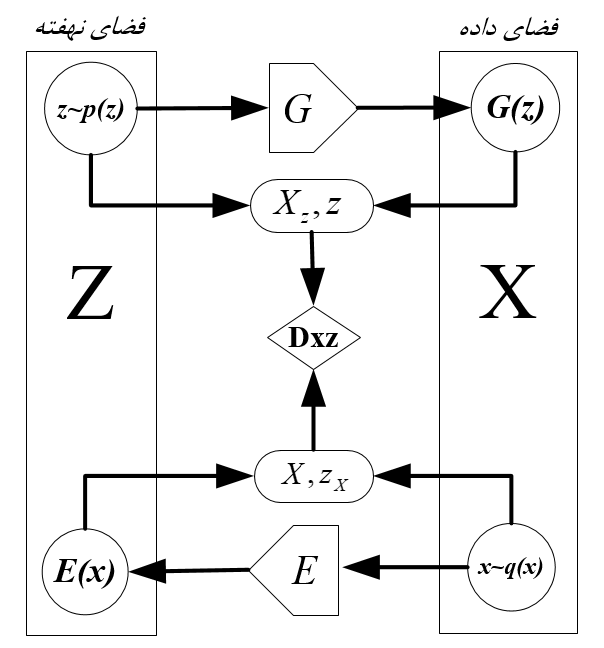 فضای نهفته
فضای داده
z~p(z)
G
G(z)
X_z, z
Z
X
Dxz
X, z_X
E(x)
E
x~q(x)